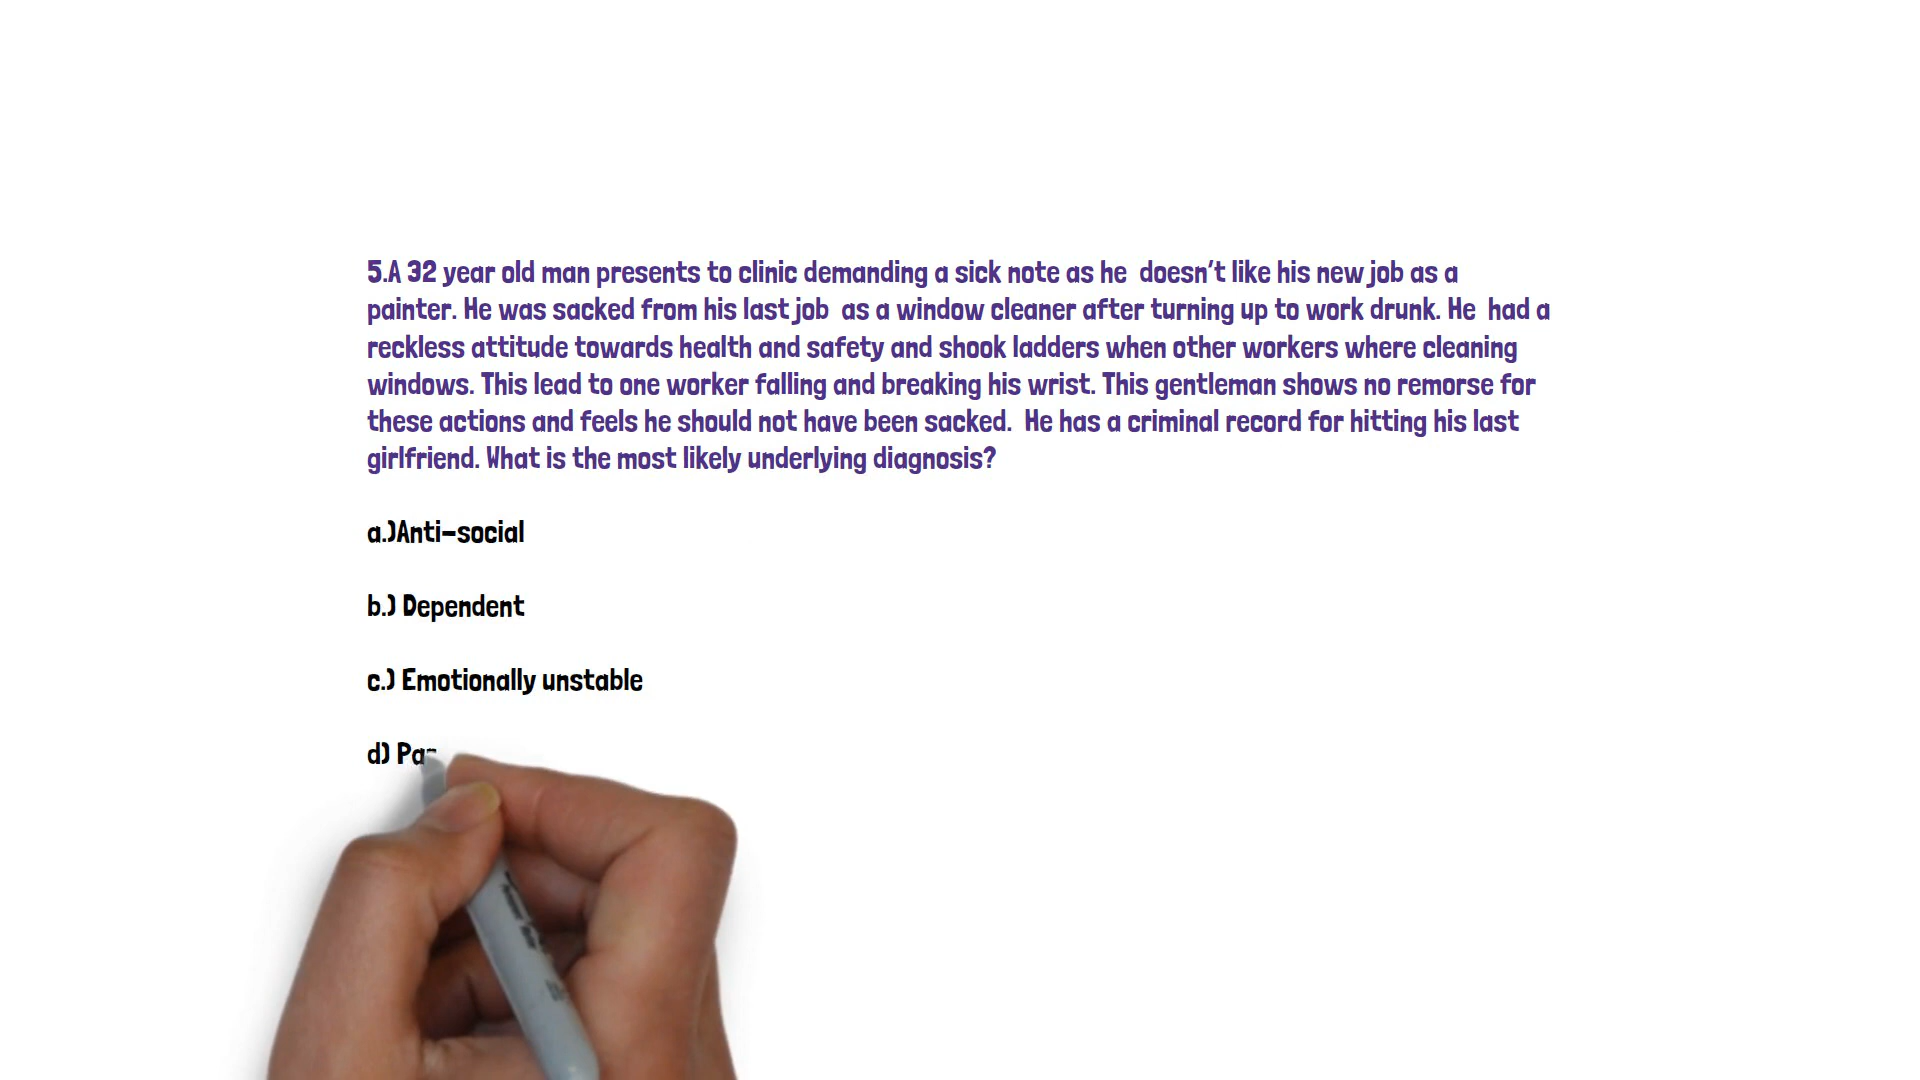 5.A 32 year old man presents to clinic demanding a sick note as he  doesn't like his new job as a
painter. He was sacked from his last job  as a window cleaner after turning up to work drunk. He  had a
reckless attitude towards health and safety and shook ladders when other workers where cleaning
windows. This lead to one worker falling and breaking his wrist. This gentleman shows no remorse for
these actions and feels he should not have been sacked.  He has a criminal record for hitting his last
girlfriend. What is the most likely underlying diagnosis?
a.)Anti-social
b.) Dependent
c.) Emotionally unstable
d) Par